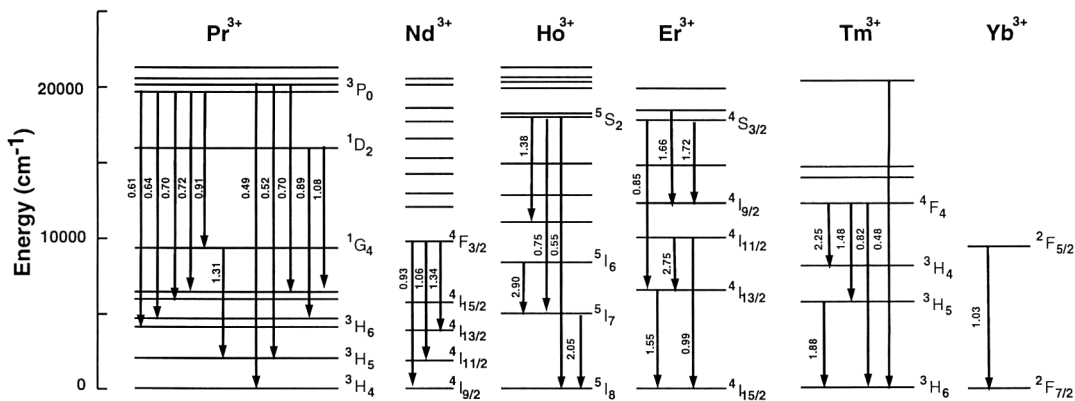 Pr³⁺ Nd³⁺ Ho³⁺ Er³⁺ Tm³⁺ Yb³⁺
Energy (cm⁻¹)
20000
10000
0
³P₀
¹D₂
¹G₄
³H₆
³H₅
³H₄
0.61
0.64
0.70
0.72
0.91
0.49
0.52
0.70
0.89
1.08
1.31
⁴F₃/₂
⁴I₁₅/₂
⁴I₁₃/₂
⁴I₁₁/₂
⁴I₉/₂
0.93
1.06
1.34
⁵S₂
⁵I₆
⁵I₇
⁵I₈
1.38
0.75
0.55
2.90
2.05
⁴S₃/₂
⁴I₉/₂
⁴I₁₁/₂
⁴I₁₃/₂
⁴I₁₅/₂
0.85
1.66
1.72
2.75
1.55
0.99
⁴F₄
³H₄
³H₅
³H₆
2.25
1.48
0.82
0.48
1.88
²F₅/₂
²F₇/₂
1.03